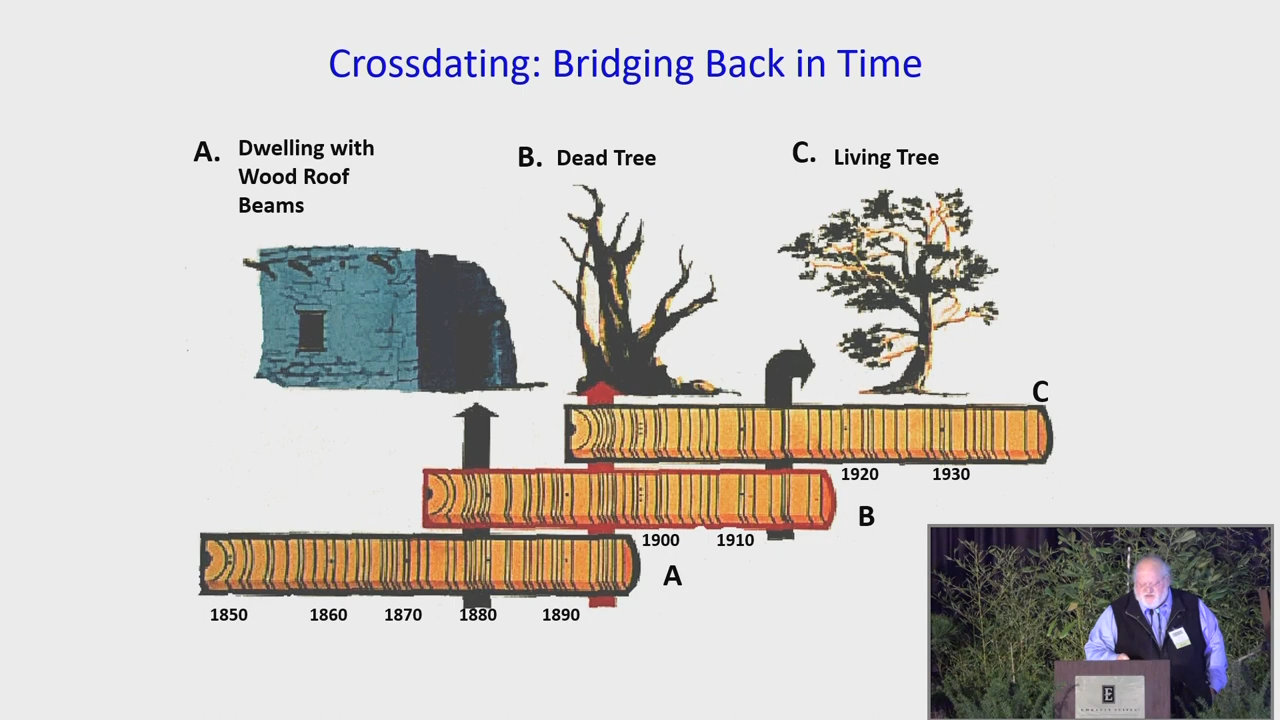 Crossdating: Bridging Back in Time
A. Dwelling with
Wood Roof
Beams
B. Dead Tree
C. Living Tree
C
1920 1930
B
1900 1910
A
1850 1860 1870 1880 1890
E